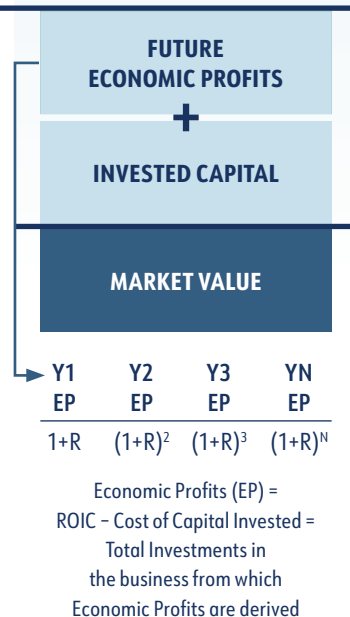 FUTURE
ECONOMIC PROFITS
+
INVESTED CAPITAL
MARKET VALUE
Y1 Y2 Y3 YN
EP EP EP EP
1+R (1+R)² (1+R)³ (1+R)ᴺ
Economic Profits (EP) =
ROIC – Cost of Capital Invested =
Total Investments in
the business from which
Economic Profits are derived